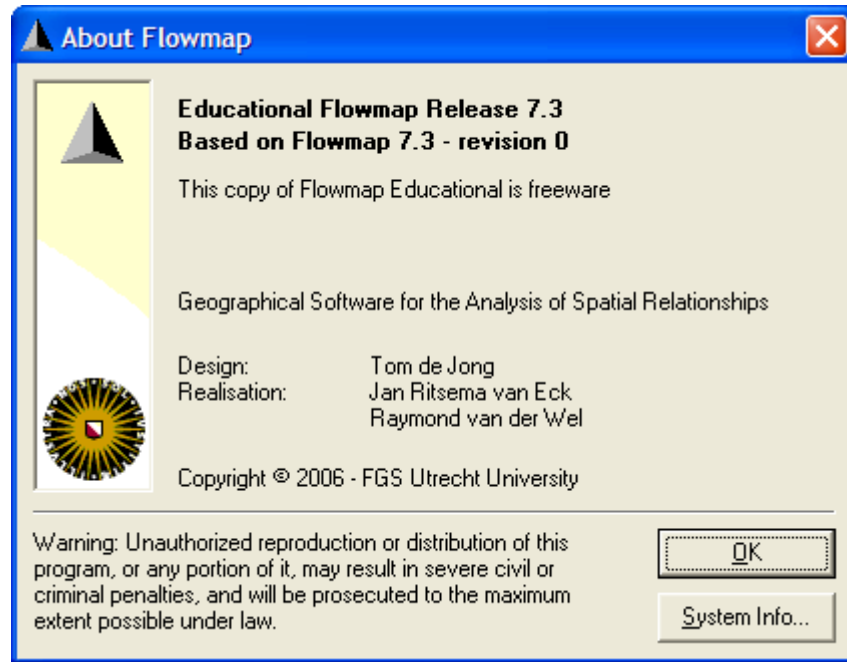 About Flowmap
Educational Flowmap Release 7.3
Based on Flowmap 7.3 - revision 0
This copy of Flowmap Educational is freeware
Geographical Software for the Analysis of Spatial Relationships
Design: Tom de Jong
Realisation: Jan Ritsema van Eck
Raymond van der Wel
Copyright © 2006 - FGS Utrecht University
Warning: Unauthorized reproduction or distribution of this
program, or any portion of it, may result in severe civil or
criminal penalties, and will be prosecuted to the maximum
extent possible under law.
OK
System Info...